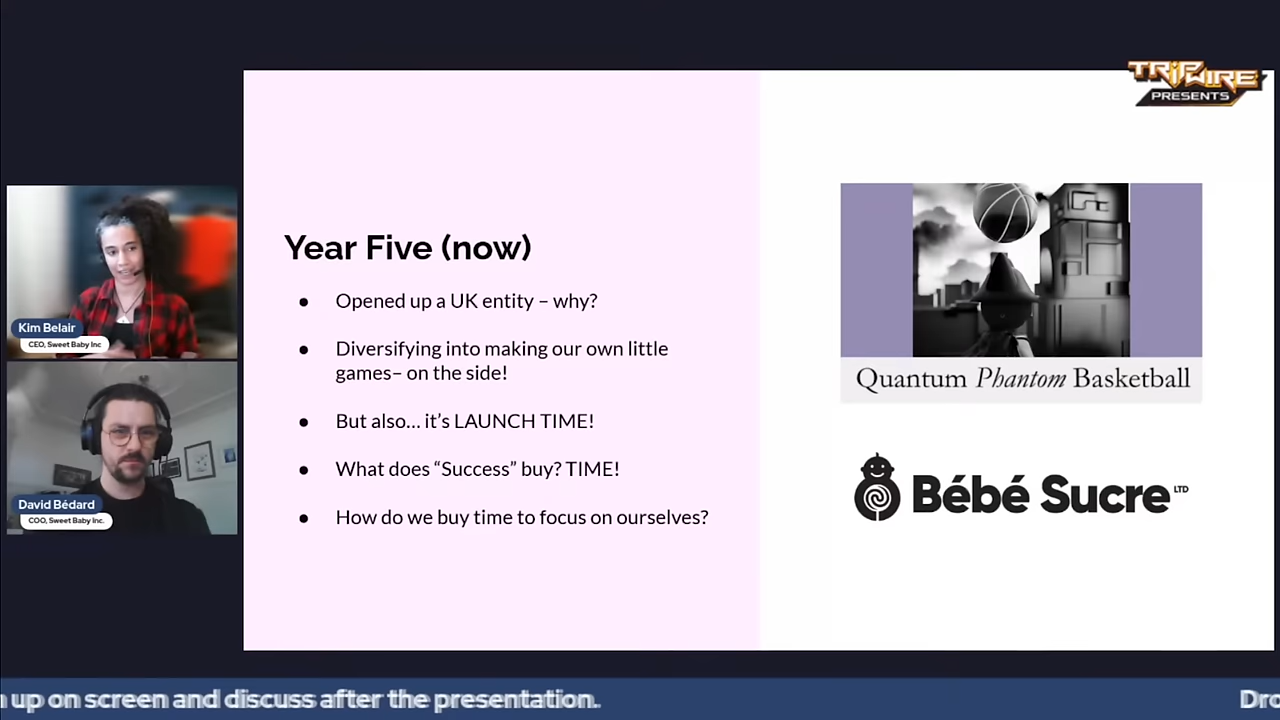 TRIPWIRE
PRESENTS
Kim Belair
CEO, Sweet Baby Inc
David Bédard
COO, Sweet Baby Inc.
Year Five (now)
● Opened up a UK entity – why?
● Diversifying into making our own little
games– on the side!
● But also... it’s LAUNCH TIME!
● What does “Success” buy? TIME!
● How do we buy time to focus on ourselves?
Quantum Phantom Basketball
Bébé Sucre LTD
up on screen and discuss after the presentation.
Dro